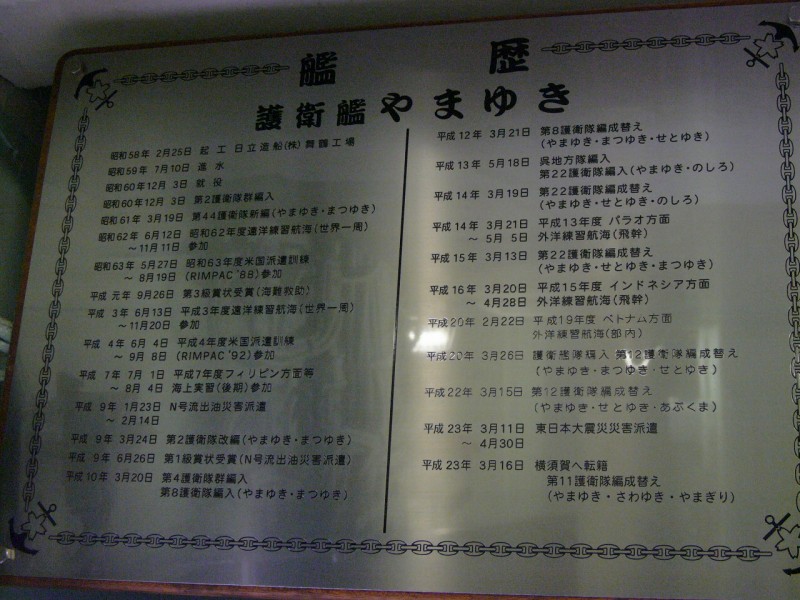 艦歴
護衛艦やまゆき
昭和58年 2月25日 起工 日立造船(株)舞鶴工場
昭和59年 7月10日 進水
昭和60年12月 3日 就役
昭和60年12月 3日 第2護衛隊群編入
昭和61年 3月19日 第44護衛隊新編(やまゆき・まつゆき)
昭和62年 6月12日 昭和62年度遠洋練習航海(世界一周)
～11月11日 参加
昭和63年 5月27日 昭和63年度米国派遣訓練
～ 8月19日 (RIMPAC '88)参加
平成 元年 9月26日 第3級賞状受賞(海難救助)
平成 3年 6月13日 平成3年度遠洋練習航海(世界一周)
～11月20日 参加
平成 4年 6月 4日 平成4年度米国派遣訓練
～ 9月 8日 (RIMPAC '92)参加
平成 7年 7月 1日 平成7年度フィリピン方面等
～ 8月 4日 海上実習(後期)参加
平成 9年 1月23日 N号流出油災害派遣
～ 2月14日
平成 9年 3月24日 第2護衛隊改編(やまゆき・まつゆき)
平成 9年 6月26日 第1級賞状受賞(N号流出油災害派遣)
平成10年 3月20日 第4護衛隊群編入
第8護衛隊編入(やまゆき・まつゆき)
平成12年 3月21日 第8護衛隊編成替え
(やまゆき・まつゆき・せとゆき)
平成13年 5月18日 呉地方隊編入
第22護衛隊編入(やまゆき・のしろ)
平成14年 3月19日 第22護衛隊編成替え
(やまゆき・せとゆき・のしろ)
平成14年 3月21日 平成13年度 パラオ方面
～ 5月 5日 外洋練習航海(飛幹)
平成15年 3月13日 第22護衛隊編成替え
(やまゆき・せとゆき・まつゆき)
平成16年 3月20日 平成15年度 インドネシア方面
～ 4月28日 外洋練習航海(飛幹)
平成20年 2月22日 平成19年度 ベトナム方面
外洋練習航海(部内)
平成20年 3月26日 護衛艦隊編入 第12護衛隊編成替え
(やまゆき・まつゆき・せとゆき)
平成22年 3月15日 第12護衛隊編成替え
(やまゆき・せとゆき・あぶくま)
平成23年 3月11日 東日本大震災災害派遣
～ 4月30日
平成23年 3月16日 横須賀へ転籍
第11護衛隊編成替え
(やまゆき・さわゆき・やまぎり)